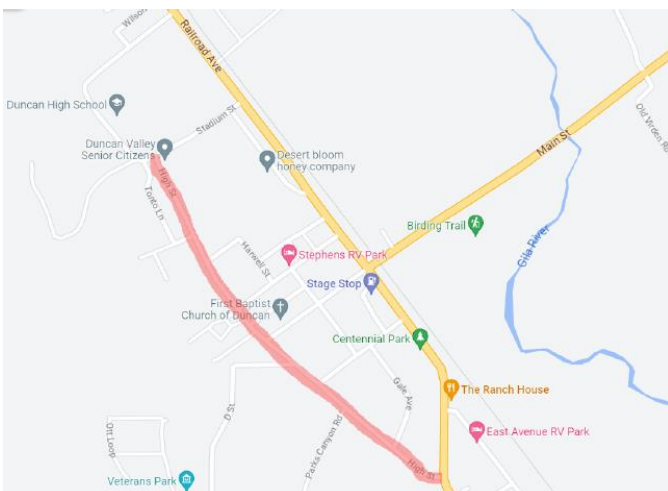 Wilson
Railroad Ave
Duncan High School
Stadium St
Old Virden Rd
Main St
Duncan Valley
Senior Citizens
Desert bloom
honey company
High St
Tonto Ln
Birding Trail
Harwell St
Stephens RV Park
Gila River
Stage Stop
First Baptist
Church of Duncan
Centennial Park
Gale Ave
The Ranch House
D St
Parks Canyon Rd
East Avenue RV Park
Ott Loop
High St
Veterans Park